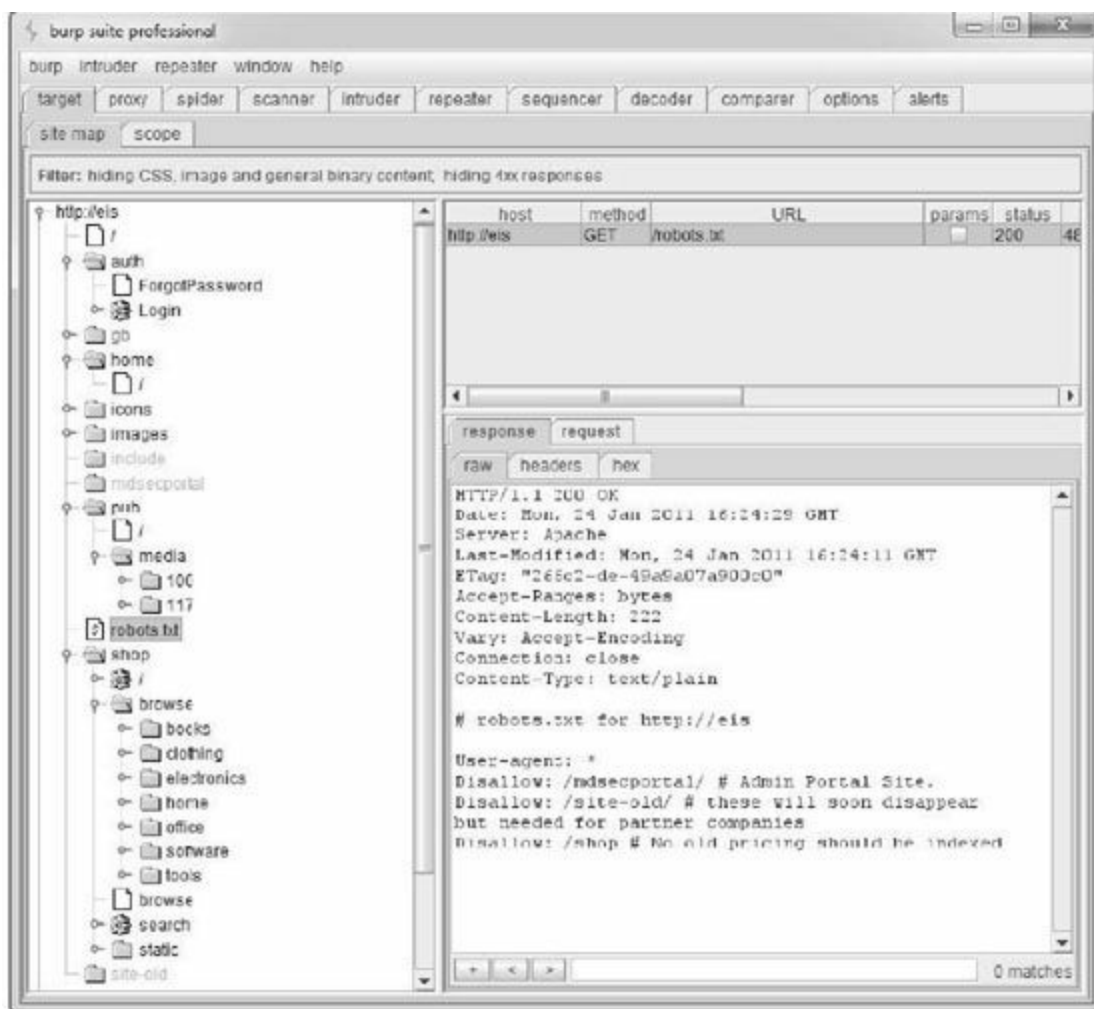 burp suite professional
burp intruder repeater window help
target proxy spider scanner intruder repeater sequencer decoder comparer options alerts
site map scope
Filter: hiding CSS, image and general binary content; hiding 4xx responses
http://eis
/
auth
ForgotPassword
Login
gb
home
/
icons
images
include
mdsecportal
pub
/
media
100
117
robots.txt
shop
/
browse
books
clothing
electronics
home
office
software
tools
browse
search
static
site-old
host method URL params status
http://eis GET /robots.txt 200 48
response request
raw headers hex
HTTP/1.1 200 OK
Date: Mon, 24 Jan 2011 16:24:29 GMT
Server: Apache
Last-Modified: Mon, 24 Jan 2011 16:24:11 GMT
ETag:
Accept-Ranges: bytes
Content-Length: 222
Vary: Accept-Encoding
Connection: close
Content-Type: text/plain
# robots.txt for http://eis
User-agent: *
Disallow: /mdsecportal/ # Admin Portal Site.
Disallow: /site-old/ # these will soon disappear
but needed for partner companies
Disallow: /shop # No old pricing should be indexed
+ < >
0 matches